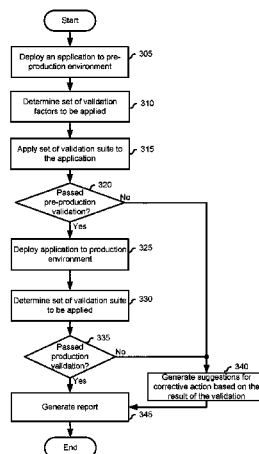 Start
Deploy an application to pre-
production environment
305
Determine set of validation
factors to be applied
310
Apply set of validation suite to
the application
315
320
Passed
pre-production
validation?
No
Yes
Deploy application to production
environment
325
Determine set of validation suite
to be applied
330
335
Passed
production
validation?
No
Yes
340
Generate suggestions for
corrective action based on the
result of the validation
Generate report
345
End